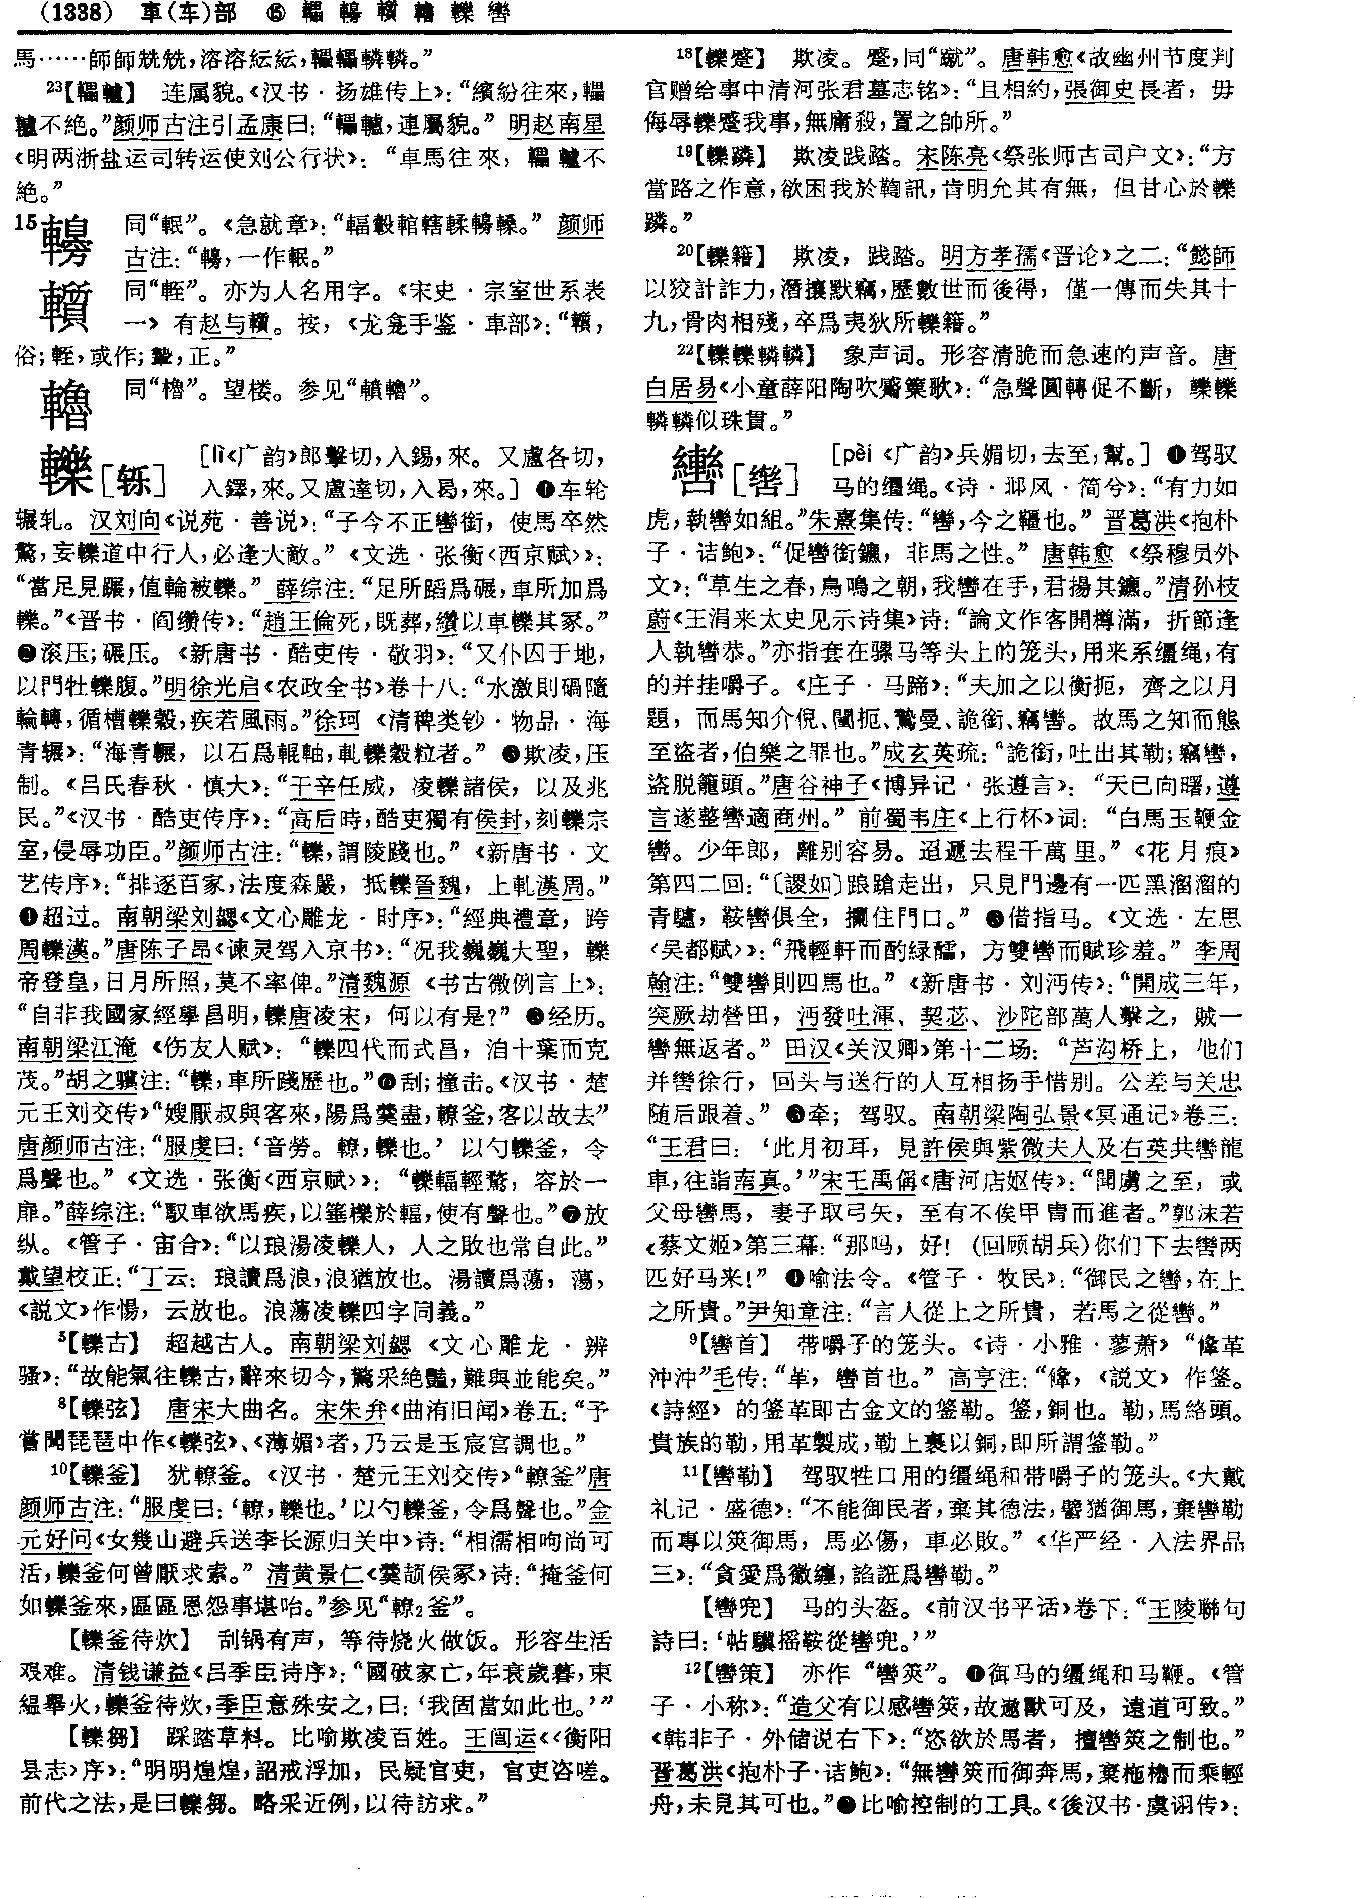 (1338) 車(车)部 ⑮ 轠 轠 櫜 轒 轢 轡
馬……師師兟兟,溶溶紜紜,轠轠轔轔。”
²³【轠轤】 连属貌。《汉书·扬雄传上》:“繽紛往來,轠
轤不絶。”颜师古注引孟康曰:“轠轤,連屬貌。” 明赵南星
《明两浙盐运司转运使刘公行状》:“車馬往來,轠轤不
絶。”
俗;輊,或作;𨏈,正。”
同“櫓”。望楼。
轢[轹] [lì《广韵》郎擊切,入錫,來。又盧各切,
入鐸,來。又盧達切,入曷,來。] ❶车轮
辗轧。汉刘向《说苑·善说》:“子今不正轡銜,使馬卒然
驚,妄轢道中行人,必逢大敵。”《文选·张衡〈西京赋〉》:
“當足見蹍,值輪被轢。” 薛综注:“足所蹈爲碾,車所加爲
轢。”《晋书·阎缵传》:“趙王倫死,既葬,纘以車轢其冢。”
❷滚压;碾压。《新唐书·酷吏传·敬羽》:“又仆囚于地,
以門牡轢腹。”明徐光启《农政全书》卷十八:“水激則碢隨
輪轉,循槽轢穀,疾若風雨。”徐珂《清稗类钞·物品·海
青辗》:“海青輾,以石爲輥軸,軋轢穀粒者。” ❸欺凌,压
制。《吕氏春秋·慎大》:“干辛任威,凌轢諸侯,以及兆
民。”《汉书·酷吏传序》:“高后時,酷吏獨有侯封,刻轢宗
室,侵辱功臣。”颜师古注:“轢,謂陵踐也。”《新唐书·文
艺传序》:“排逐百家,法度森嚴,抵轢晉魏,上軋漢周。”
❹超过。南朝梁刘勰《文心雕龙·时序》:“經典禮章,跨
周轢漢。”唐陈子昂《谏灵驾入京书》:“况我巍巍大聖,轢
帝登皇,日月所照,莫不率俾。”清魏源《书古微例言上》:
“自非我國家經學昌明,轢唐凌宋,何以有是?” ❺经历。
南朝梁江淹《伤友人赋》:“轢四代而式昌,洎十葉而克
茂。”胡之骥注:“轢,車所踐歷也。”❻刮;撞击。《汉书·楚
元王刘交传》“嫂厭叔與客來,陽爲羹盡,轑釜,客以故去”
唐颜师古注:“服虔曰:‘音勞。轑,轢也。’以勺轢釜,令
爲聲也。”《文选·张衡〈西京赋〉》:“轢輻輕騖,容於一
扉。”薛综注:“馭車欲馬疾,以箠櫟於輻,使有聲也。”❼放
纵。《管子·宙合》:“以琅湯凌轢人,人之敗也常自此。”
戴望校正:“丁云:琅讀爲浪,浪猶放也。湯讀爲蕩,蕩,
《説文》作愓,云放也。浪蕩凌轢四字同義。”
⁵【轢古】 超越古人。南朝梁刘勰《文心雕龙·辨
骚》:“故能氣往轢古,辭來切今,驚采絶豔,難與並能矣。”
⁸【轢弦】 唐宋大曲名。宋朱弁《曲洧旧闻》卷五:“予
嘗聞琵琶中作《轢弦》、《薄媚》者,乃云是玉宸宫調也。”
¹⁰【轢釜】 犹轑釜。《汉书·楚元王刘交传》“轑釜”唐
颜师古注:“服虔曰:‘轑,轢也。’以勺轢釜,令爲聲也。”金
元好问《女幾山避兵送李长源归关中》诗:“相濡相呴尚可
活,轢釜何曾厭求索。” 清黄景仁《羹颉侯冢》诗:“掩釜何
如轢釜來,區區恩怨事堪咍。”参见“轑₂釜”。
【轢釜待炊】 刮锅有声,等待烧火做饭。形容生活
艰难。清钱谦益《吕季臣诗序》:“國破家亡,年衰歲暮,束
緼舉火,轢釜待炊,季臣意殊安之,曰:‘我固當如此也。’”
【轢芻】 踩踏草料。比喻欺凌百姓。王闿运《〈衡阳
县志〉序》:“明明煌煌,詔戒浮加,民疑官吏,官吏咨嗟。
前代之法,是曰轢芻。略采近例,以待訪求。”
¹⁸【轢蹙】 欺凌。蹙,同“蹴”。唐韩愈《故幽州节度判
官赠给事中清河张君墓志铭》:“且相約,張御史長者,毋
侮辱轢蹙我事,無庸殺,置之帥所。”
¹⁹【轢蹸】 欺凌践踏。宋陈亮《祭张师古司户文》:“方
當路之作意,欲困我於鞫訊,肯明允其有無,但甘心於轢
蹸。”
²⁰【轢籍】 欺凌,践踏。明方孝孺《晋论》之二:“懿師
以狡計詐力,潛攘默竊,歷數世而後得,僅一傳而失其十
九,骨肉相殘,卒爲夷狄所轢籍。”
²²【轢轢轔轔】 象声词。形容清脆而急速的声音。唐
白居易《小童薛阳陶吹觱篥歌》:“急聲圓轉促不斷,轢轢
轔轔似珠貫。”
轡[辔] [pèi《广韵》兵媚切,去至,幫。] ❶驾驭
马的缰绳。《诗·邶风·简兮》:“有力如
虎,執轡如組。”朱熹集传:“轡,今之韁也。” 晋葛洪《抱朴
子·诘鲍》:“促轡銜鑣,非馬之性。” 唐韩愈《祭穆员外
文》:“草生之春,鳥鳴之朝,我轡在手,君揚其鑣。”清孙枝
蔚《王涓来太史见示诗集》诗:“論文作客開樽滿,折節逢
人執轡恭。”亦指套在骡马等头上的笼头,用来系缰绳,有
的并挂嚼子。《庄子·马蹄》:“夫加之以衡扼,齊之以月
題,而馬知介倪、闉扼、鷙曼、詭銜、竊轡。故馬之知而態
至盜者,伯樂之罪也。”成玄英疏:“詭銜,吐出其勒;竊轡,
盜脱籠頭。”唐谷神子《博异记·张遵言》:“天已向曙,遵
言遂整轡適商州。” 前蜀韦庄《上行杯》词:“白馬玉鞭金
轡。少年郎,離别容易。迢遞去程千萬里。”《花月痕》
第四二回:“〔謖如〕踉蹌走出,只見門邊有一匹黑溜溜的
青驢,鞍轡俱全,攔住門口。” ❷借指马。《文选·左思
〈吴都赋〉》:“飛輕軒而酌緑醽,方雙轡而賦珍羞。” 李周
翰注:“雙轡則四馬也。”《新唐书·刘沔传》:“開成三年,
突厥劫營田,沔發吐渾、契苾、沙陀部萬人擊之,賊一
轡無返者。” 田汉《关汉卿》第十二场:“芦沟桥上,他们
并辔徐行,回头与送行的人互相扬手惜别。公差与关忠
随后跟着。” ❸牵;驾驭。南朝梁陶弘景《冥通记》卷三:
“王君曰:‘此月初耳,見許侯與紫微夫人及右英共轡龍
車,往詣南真。’”宋王禹偁《唐河店妪传》:“聞虜之至,或
父母轡馬,妻子取弓矢,至有不俟甲胄而進者。”郭沫若
《蔡文姬》第三幕:“那吗,好!(回顾胡兵)你们下去辔两
匹好马来!” ❹喻法令。《管子·牧民》:“御民之轡,在上
之所貴。”尹知章注:“言人從上之所貴,若馬之從轡。”
⁹【轡首】 带嚼子的笼头。《诗·小雅·蓼萧》“鞗革
沖沖”毛传:“革,轡首也。” 高亨注:“鞗,《説文》作鋚。
《詩經》的鋚革即古金文的鋚勒。鋚,銅也。勒,馬絡頭。
貴族的勒,用革製成,勒上裹以銅,即所謂鋚勒。”
¹¹【轡勒】 驾驭牲口用的缰绳和带嚼子的笼头。《大戴
礼记·盛德》:“不能御民者,棄其德法,譬猶御馬,棄轡勒
而專以筴御馬,馬必傷,車必敗。”《华严经·入法界品
三》:“貪愛爲徽纏,諂誑爲轡勒。”
【轡兜】 马的头盔。《前汉书平话》卷下:“王陵聯句
詩曰:‘帖驥摇鞍從轡兜。’”
¹²【轡策】 亦作“轡筴”。❶御马的缰绳和马鞭。《管
子·小称》:“造父有以感轡筴,故遬獸可及,遠道可致。”
《韩非子·外储说右下》:“恣欲於馬者,擅轡筴之制也。”
晋葛洪《抱朴子·诘鲍》:“無轡筴而御奔馬,棄柂櫓而乘輕
舟,未見其可也。”❷比喻控制的工具。《後汉书·虞诩传》: